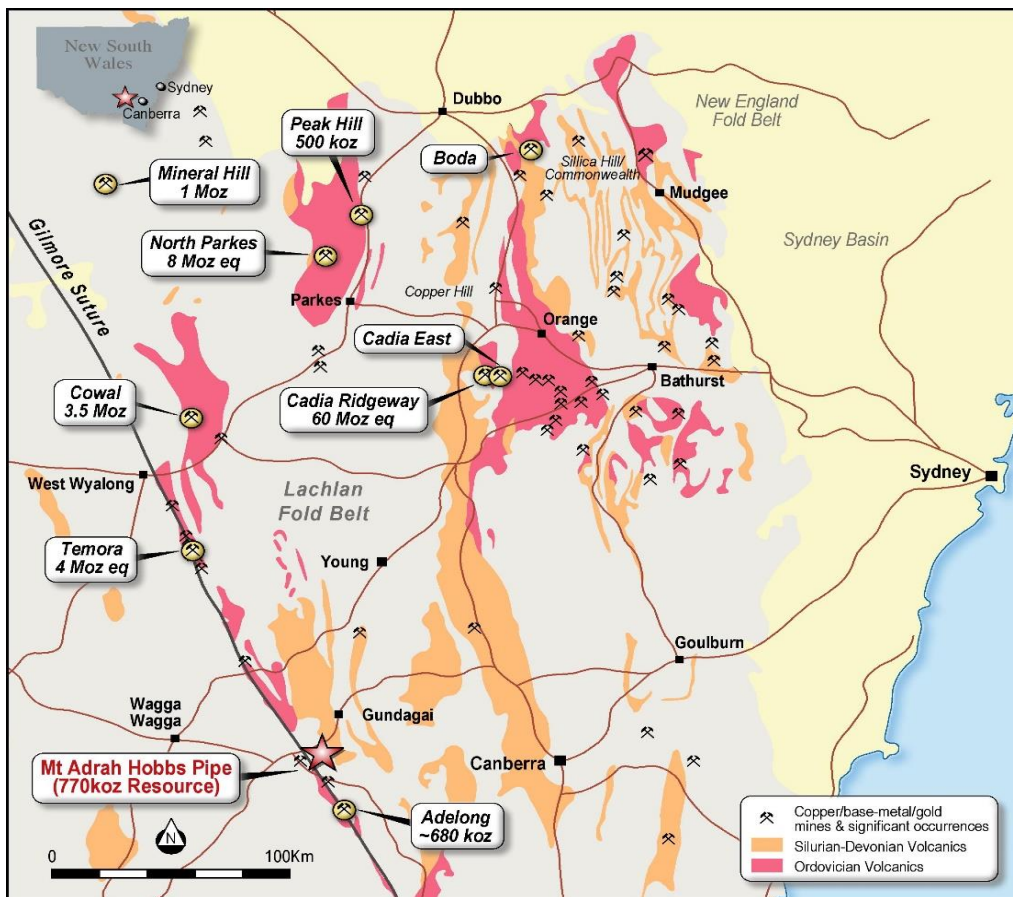 New South
Wales
Sydney
Canberra
Dubbo
New England
Fold Belt
Peak Hill
500 koz
Boda
Sillica Hill/
Commonwealth
Mineral Hill
1 Moz
Mudgee
Gilmore Suture
North Parkes
8 Moz eq
Sydney Basin
Parkes
Copper Hill
Orange
Cadia East
Bathurst
Cowal
3.5 Moz
Cadia Ridgeway
60 Moz eq
West Wyalong
Sydney
Lachlan
Fold Belt
Temora
4 Moz eq
Young
Goulburn
Wagga
Wagga
Gundagai
Canberra
Mt Adrah Hobbs Pipe
(770koz Resource)
Adelong
~680 koz
N
0 100Km
Copper/base-metal/gold
mines & significant occurrences
Silurian-Devonian Volcanics
Ordovician Volcanics